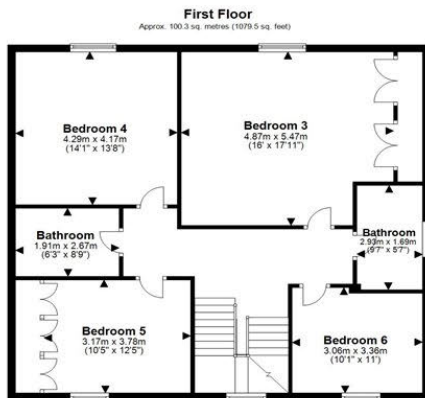 First Floor
Approx. 100.3 sq. metres (1079.5 sq. feet)
Bedroom 4
4.29m x 4.17m
(14'1" x 13'8")
Bedroom 3
4.87m x 5.47m
(16' x 17'11")
Bathroom
1.91m x 2.67m
(6'3" x 8'9")
Bathroom
2.93m x 1.69m
(9'7" x 5'7")
Bedroom 5
3.17m x 3.78m
(10'5" x 12'5")
Bedroom 6
3.06m x 3.36m
(10'1" x 11')